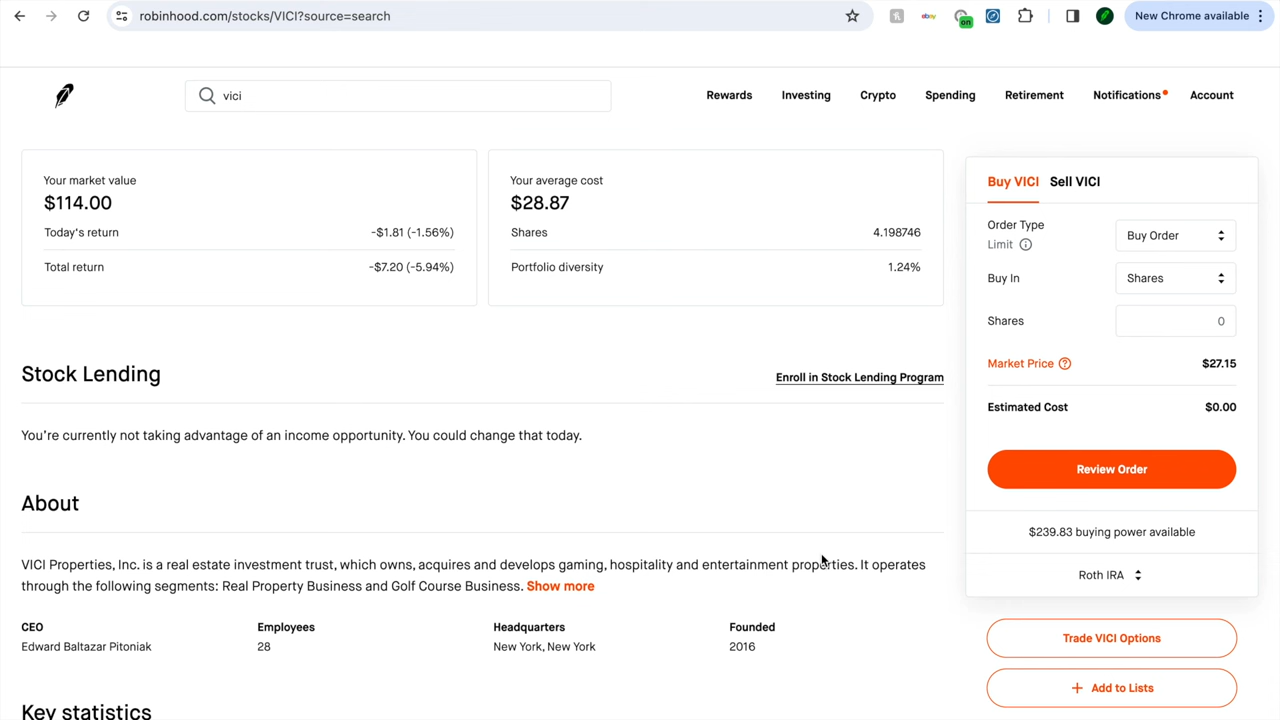 robinhood.com/stocks/VICI?source=search
ebay
on
New Chrome available
vici
Rewards
Investing
Crypto
Spending
Retirement
Notifications
Account
Your market value
$114.00
Today's return -$1.81 (-1.56%)
Total return -$7.20 (-5.94%)
Your average cost
$28.87
Shares 4.198746
Portfolio diversity 1.24%
Buy VICI Sell VICI
Order Type
Limit
Buy Order
Buy In Shares
Shares 0
Market Price $27.15
Estimated Cost $0.00
Review Order
$239.83 buying power available
Roth IRA
Trade VICI Options
+ Add to Lists
Stock Lending
Enroll in Stock Lending Program
You're currently not taking advantage of an income opportunity. You could change that today.
About
VICI Properties, Inc. is a real estate investment trust, which owns, acquires and develops gaming, hospitality and entertainment properties. It operates
through the following segments: Real Property Business and Golf Course Business. Show more
CEO
Edward Baltazar Pitoniak
Employees
28
Headquarters
New York, New York
Founded
2016
Key statistics